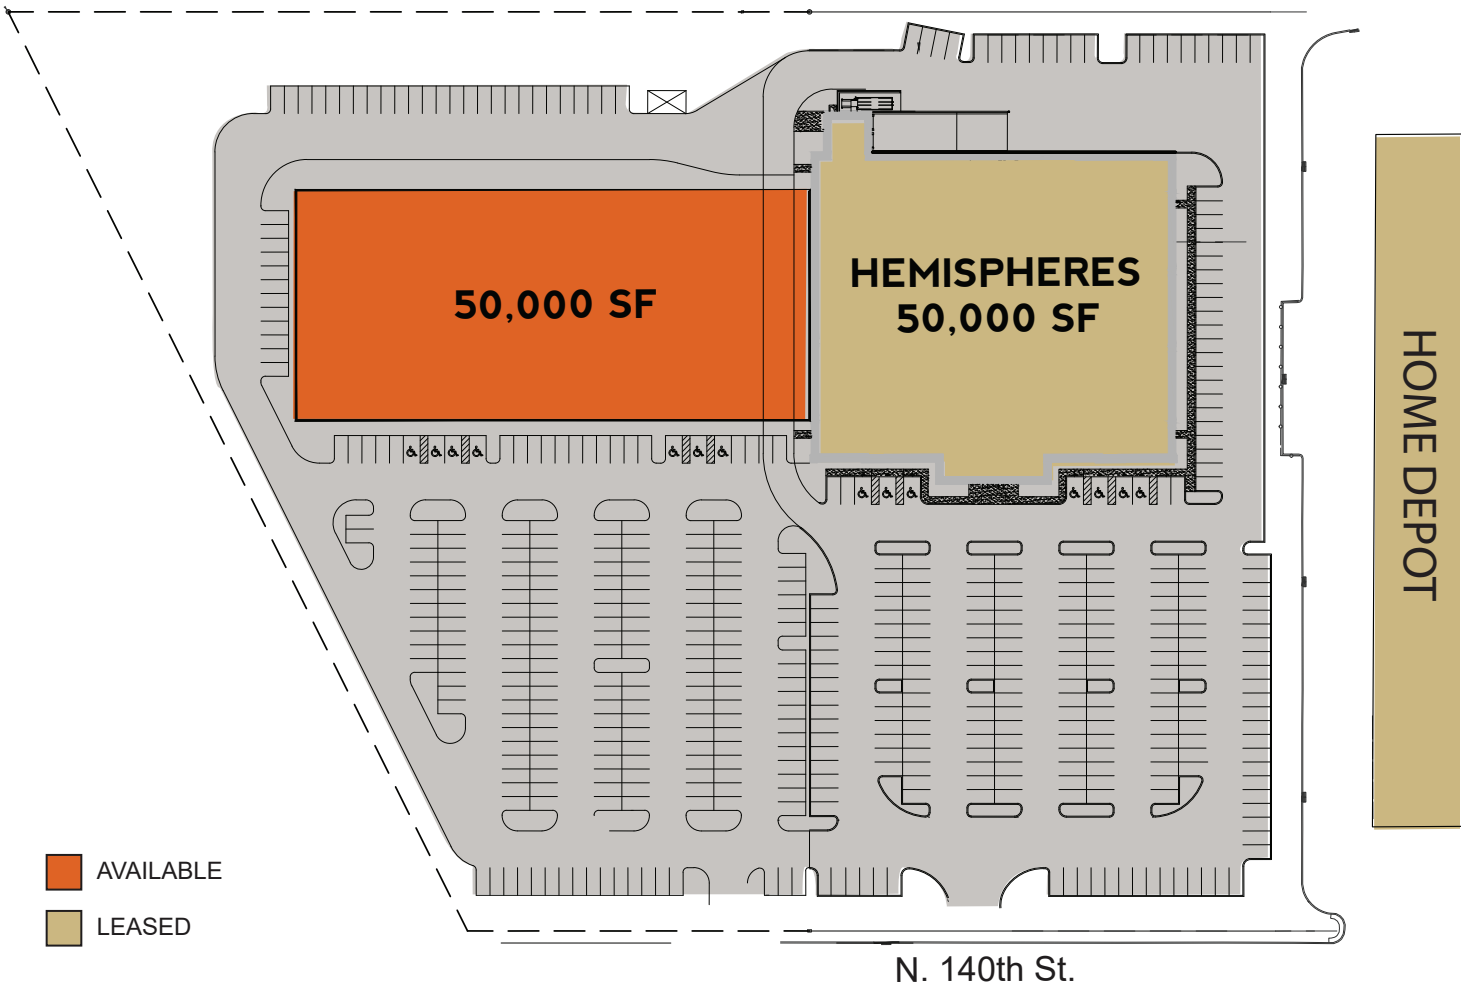 50,000 SF
HEMISPHERES
50,000 SF
HOME DEPOT
AVAILABLE
LEASED
N. 140th St.